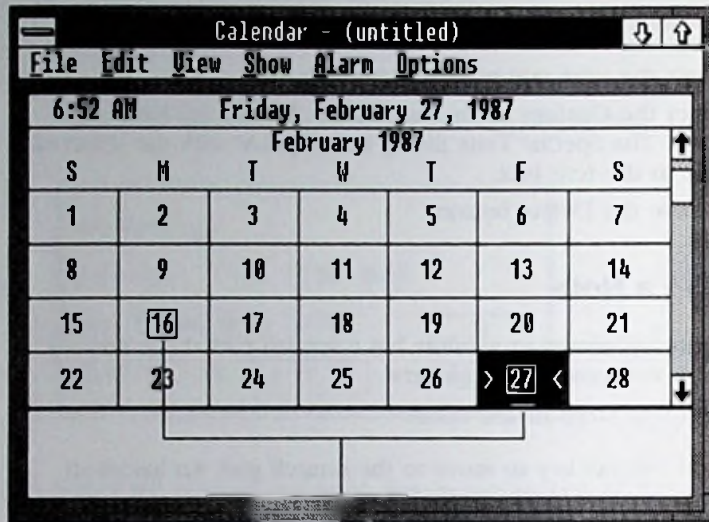 Calendar - (untitled)
File Edit View Show Alarm Options
6:52 AM Friday, February 27, 1987
February 1987
S M T W T F S
1 2 3 4 5 6 7
8 9 10 11 12 13 14
15 16 17 18 19 20 21
22 23 24 25 26 > 27 < 28